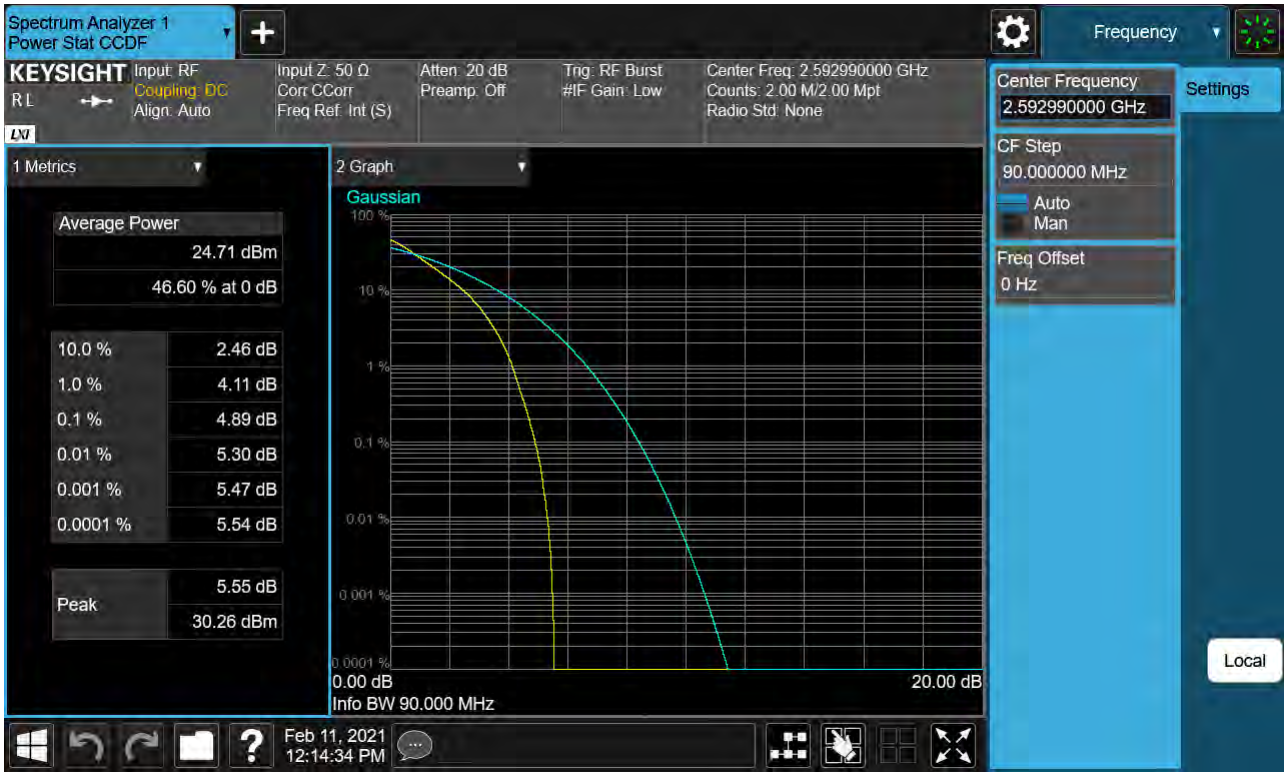 Spectrum Analyzer 1
Power Stat CCDF
+
Frequency
KEYSIGHT
RL
LXI
Input: RF
Coupling: DC
Align: Auto
Input Z: 50 Ω
Corr CCorr
Freq Ref: Int (S)
Atten: 20 dB
Preamp: Off
Trig: RF Burst
#IF Gain: Low
Center Freq: 2.592990000 GHz
Counts: 2.00 M/2.00 Mpt
Radio Std: None
Center Frequency
2.592990000 GHz
Settings
CF Step
90.000000 MHz
Auto
Man
Freq Offset
0 Hz
1 Metrics
Average Power
24.71 dBm
46.60 % at 0 dB
10.0 % 2.46 dB
1.0 % 4.11 dB
0.1 % 4.89 dB
0.01 % 5.30 dB
0.001 % 5.47 dB
0.0001 % 5.54 dB
Peak 5.55 dB
30.26 dBm
2 Graph
Gaussian
100 %
10 %
1 %
0.1 %
0.01 %
0.001 %
0.0001 %
0.00 dB 20.00 dB
Info BW 90.000 MHz
Local
?
Feb 11, 2021
12:14:34 PM